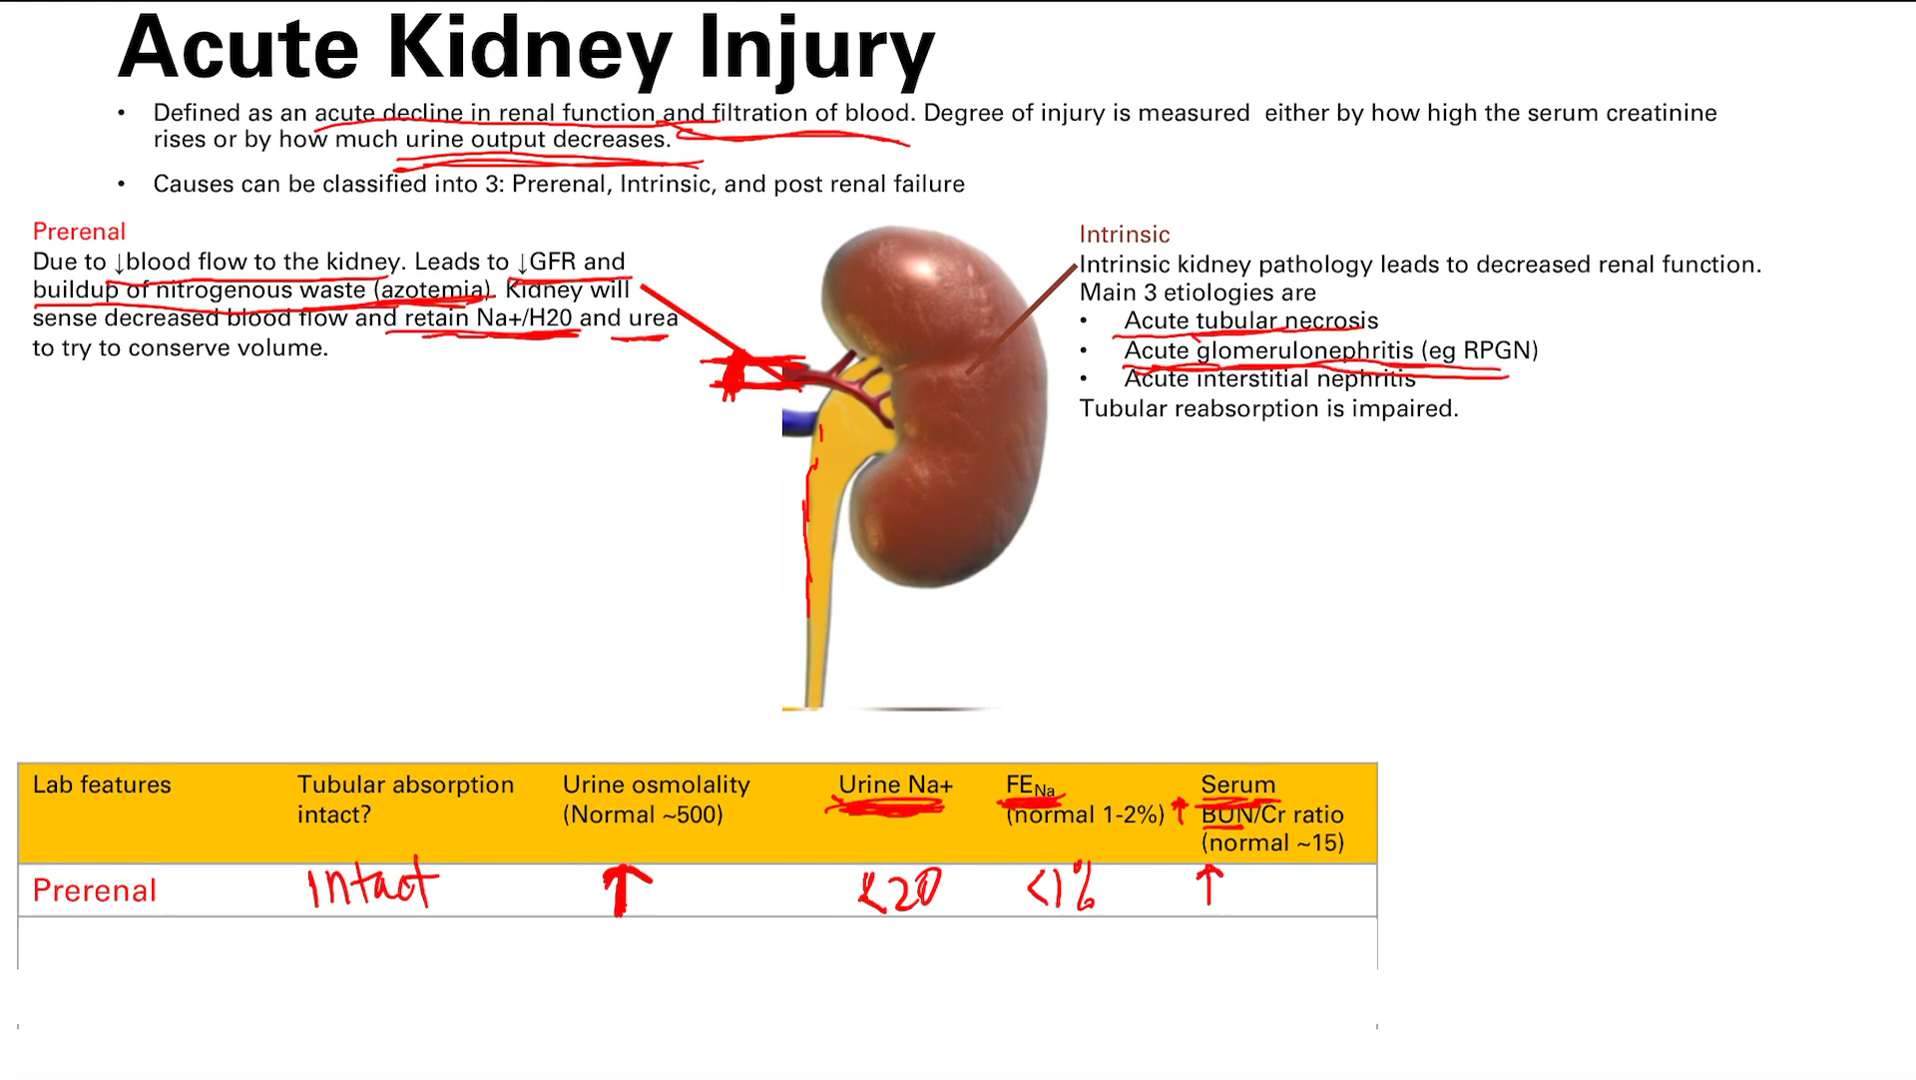 Acute Kidney Injury
• Defined as an acute decline in renal function and filtration of blood. Degree of injury is measured either by how high the serum creatinine
rises or by how much urine output decreases.
• Causes can be classified into 3: Prerenal, Intrinsic, and post renal failure
Prerenal
Due to ↓blood flow to the kidney. Leads to ↓GFR and
buildup of nitrogenous waste (azotemia). Kidney will
sense decreased blood flow and retain Na+/H20 and urea
to try to conserve volume.
Intrinsic
Intrinsic kidney pathology leads to decreased renal function.
Main 3 etiologies are
• Acute tubular necrosis
• Acute glomerulonephritis (eg RPGN)
• Acute interstitial nephritis
Tubular reabsorption is impaired.
Lab features
Tubular absorption
intact?
Urine osmolality
(Normal ~500)
Urine Na+
FENa
(normal 1-2%) ↑
Serum
BUN/Cr ratio
(normal ~15)
Prerenal Intact ↑ <20 <1% ↑